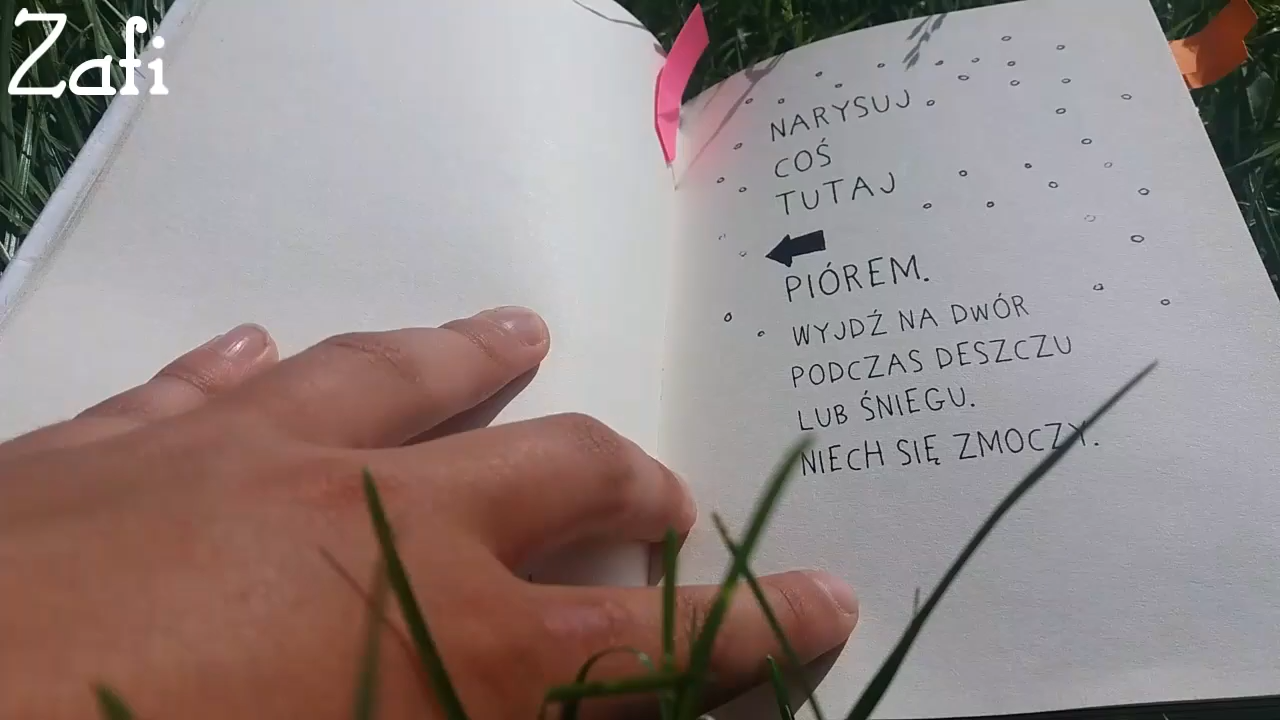 Zafi
NARYSUJ
COŚ
TUTAJ
PIÓREM.
WYJDŹ NA DWÓR
PODCZAS DESZCZU
LUB ŚNIEGU.
NIECH SIĘ ZMOCZY.